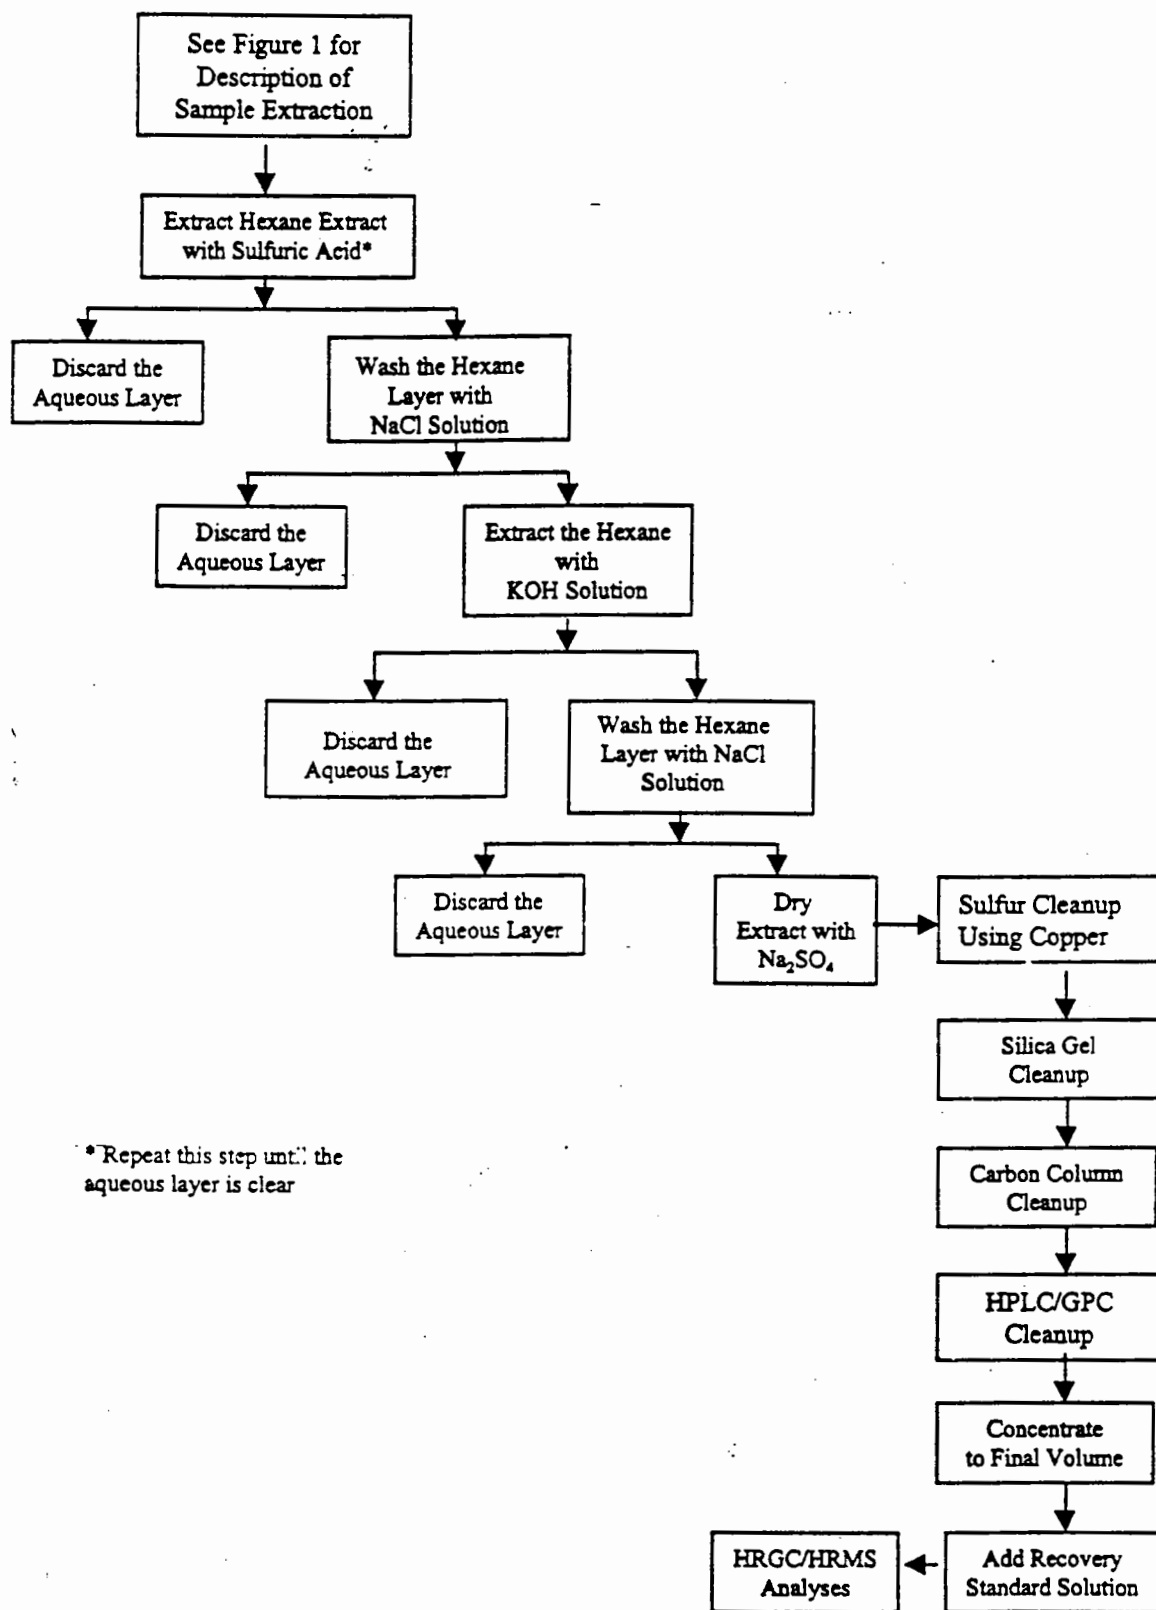 See Figure 1 for
Description of
Sample Extraction
Extract Hexane Extract
with Sulfuric Acid*
Discard the
Aqueous Layer
Wash the Hexane
Layer with
NaCl Solution
Discard the
Aqueous Layer
Extract the Hexane
with
KOH Solution
Discard the
Aqueous Layer
Wash the Hexane
Layer with NaCl
Solution
Discard the
Aqueous Layer
Dry
Extract with
Na₂SO₄
Sulfur Cleanup
Using Copper
Silica Gel
Cleanup
Carbon Column
Cleanup
HPLC/GPC
Cleanup
Concentrate
to Final Volume
Add Recovery
Standard Solution
HRGC/HRMS
Analyses
* Repeat this step until the
aqueous layer is clear